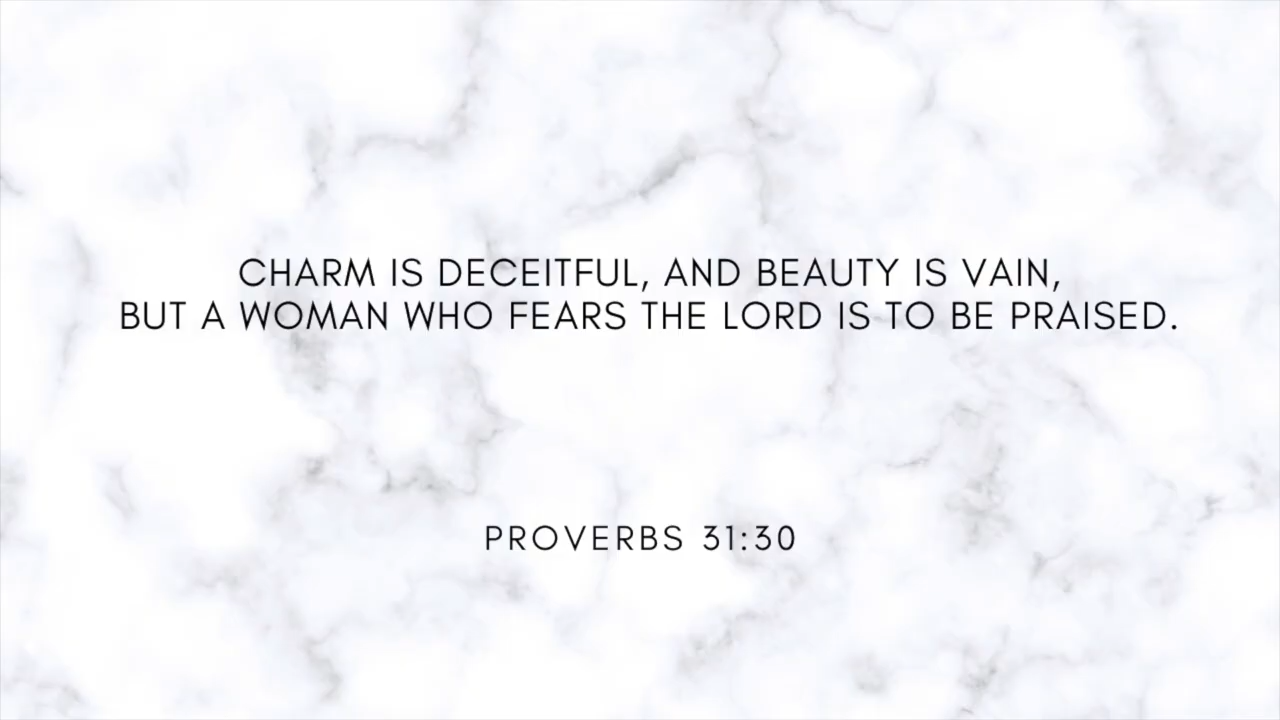 CHARM IS DECEITFUL, AND BEAUTY IS VAIN,
BUT A WOMAN WHO FEARS THE LORD IS TO BE PRAISED.
PROVERBS 31:30